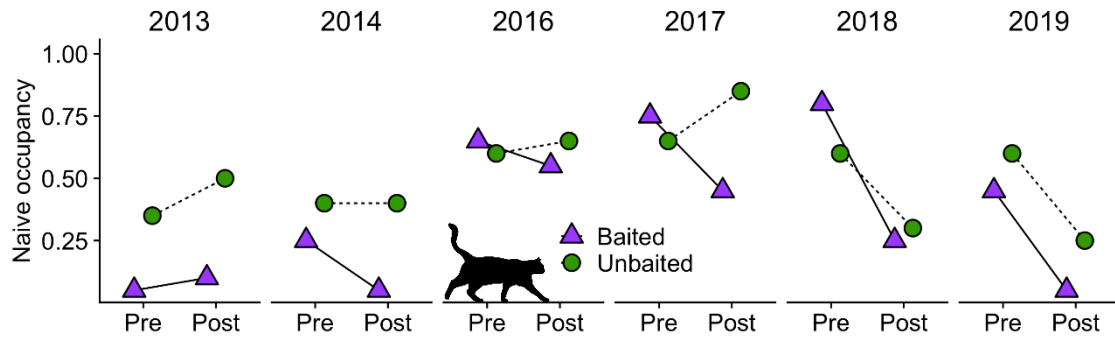 2013 2014 2016 2017 2018 2019
Naive occupancy
1.00
0.75
0.50
0.25
Baited
Unbaited
Pre Post Pre Post Pre Post Pre Post Pre Post Pre Post